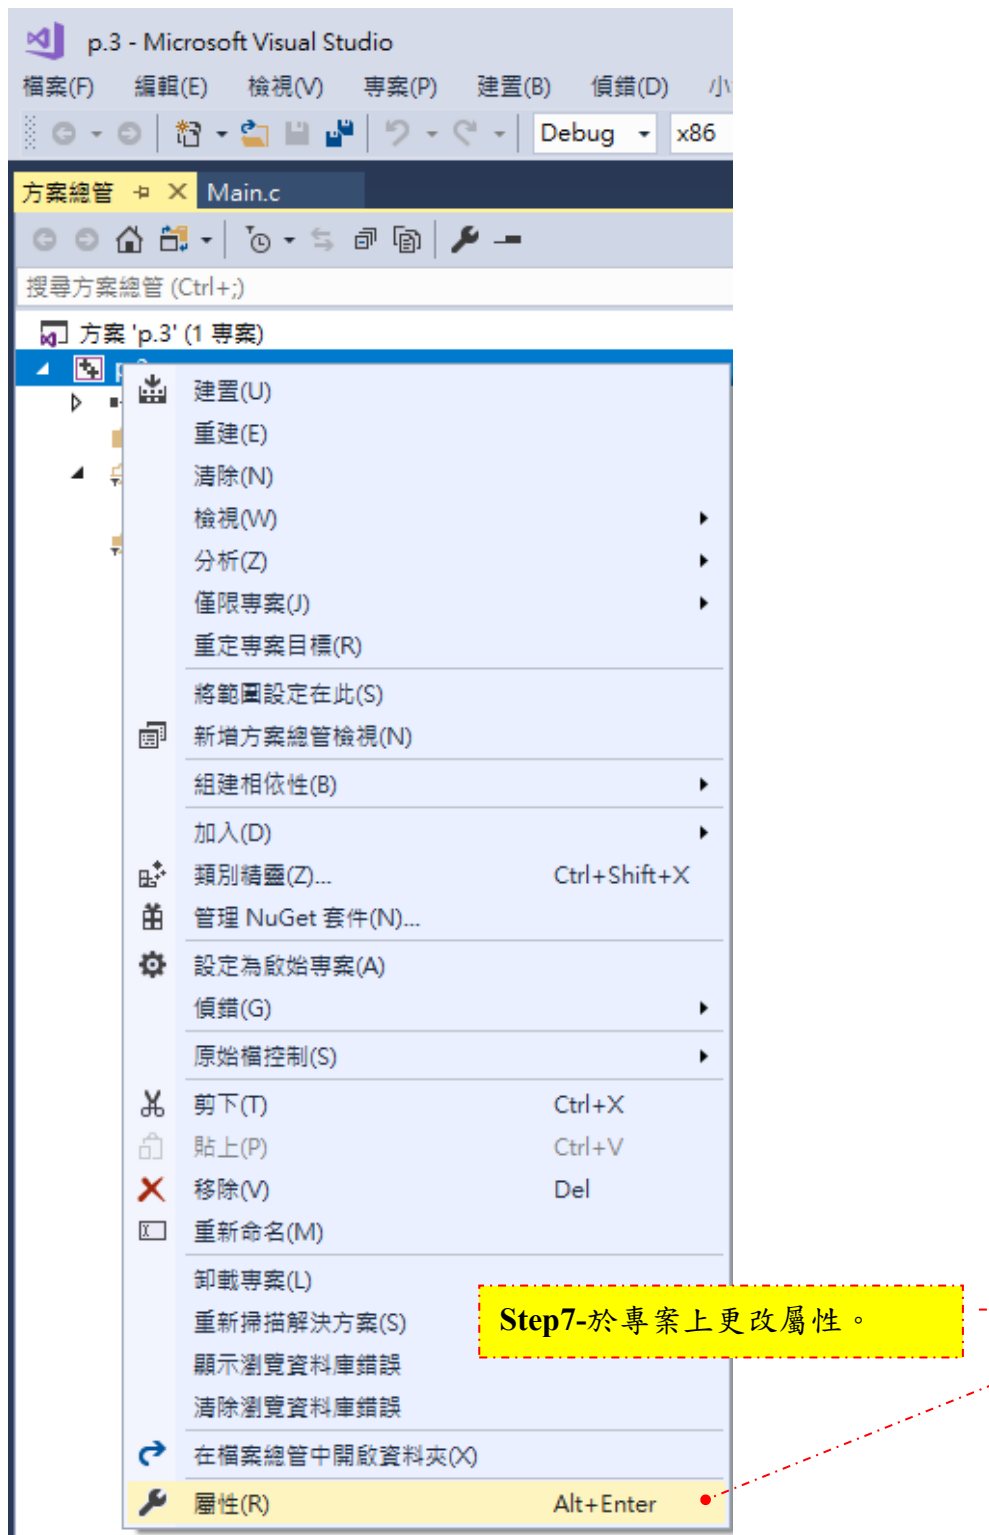 p.3 - Microsoft Visual Studio
檔案(F) 編輯(E) 檢視(V) 專案(P) 建置(B) 偵錯(D) 小
Debug x86
方案總管 Main.c
搜尋方案總管 (Ctrl+;)
方案 'p.3' (1 專案)
建置(U)
重建(E)
清除(N)
檢視(W)
分析(Z)
僅限專案(J)
重定專案目標(R)
將範圍設定在此(S)
新增方案總管檢視(N)
組建相依性(B)
加入(D)
類別精靈(Z)... Ctrl+Shift+X
管理 NuGet 套件(N)...
設定為啟始專案(A)
偵錯(G)
原始檔控制(S)
剪下(T) Ctrl+X
貼上(P) Ctrl+V
移除(V) Del
重新命名(M)
卸載專案(L)
重新掃描解決方案(S)
Step7-於專案上更改屬性。
顯示瀏覽資料庫錯誤
清除瀏覽資料庫錯誤
在檔案總管中開啟資料夾(X)
屬性(R) Alt+Enter